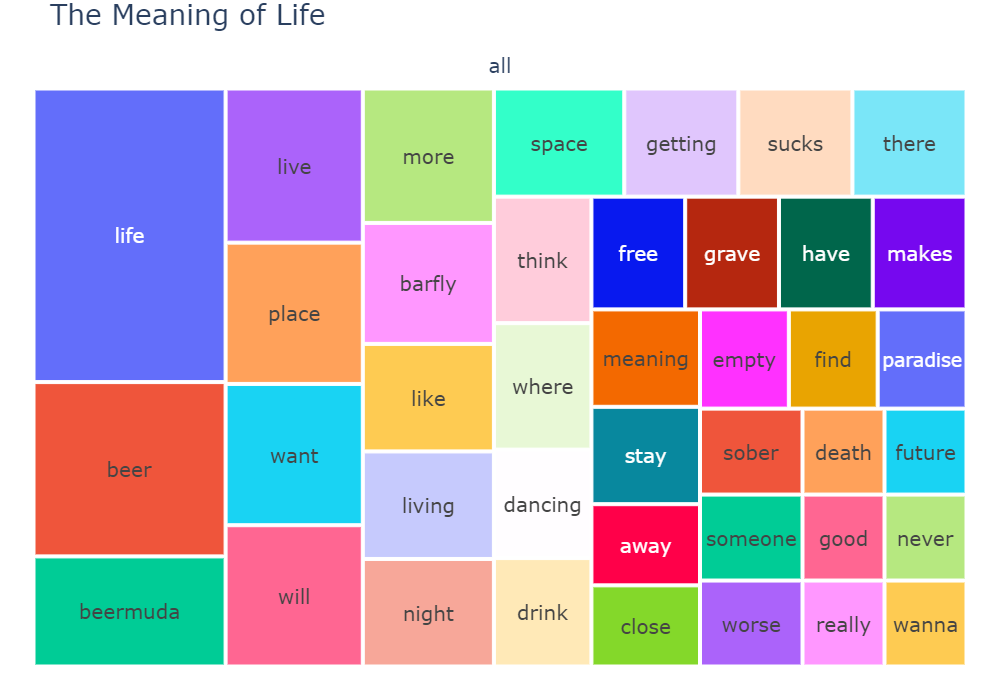 The Meaning of Life
all
life
beer
beermuda
live
place
want
will
more
barfly
like
living
night
space
getting
sucks
there
think
where
dancing
drink
free
grave
have
makes
meaning
stay
away
close
empty
find
paradise
sober
death
future
someone
good
never
worse
really
wanna